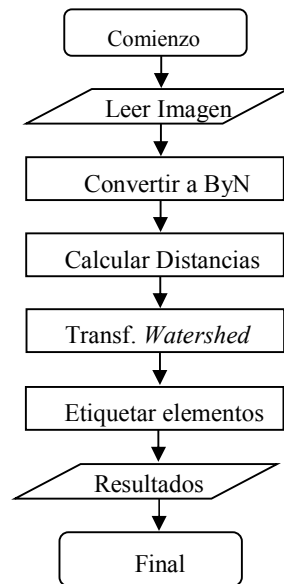 Comienzo
Leer Imagen
Convertir a ByN
Calcular Distancias
Transf. Watershed
Etiquetar elementos
Resultados
Final